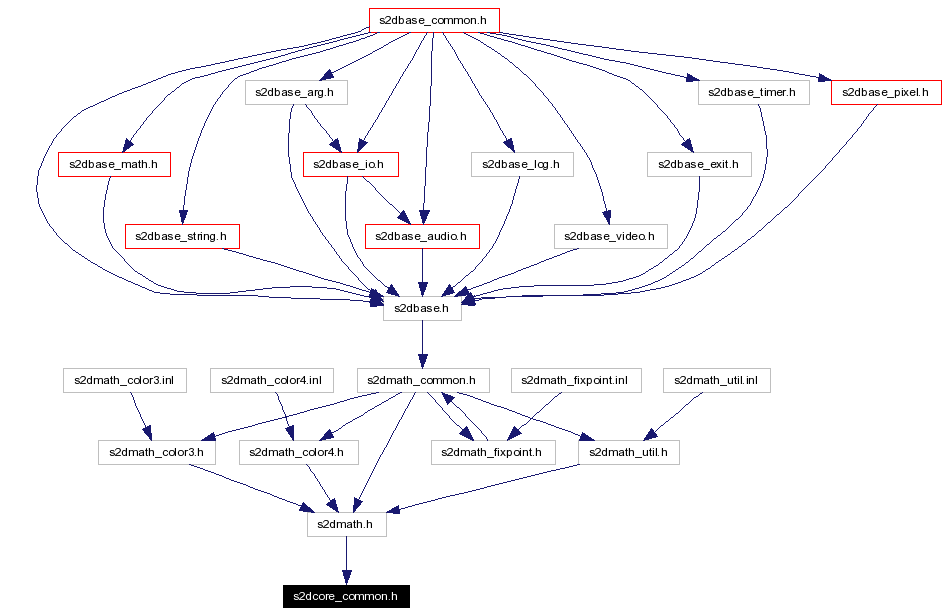 s2dbase_common.h
s2dbase_arg.h
s2dbase_timer.h
s2dbase_pixel.h
s2dbase_math.h
s2dbase_io.h
s2dbase_log.h
s2dbase_exit.h
s2dbase_string.h
s2dbase_audio.h
s2dbase_video.h
s2dbase.h
s2dmath_color3.inl
s2dmath_color4.inl
s2dmath_common.h
s2dmath_fixpoint.inl
s2dmath_util.inl
s2dmath_color3.h
s2dmath_color4.h
s2dmath_fixpoint.h
s2dmath_util.h
s2dmath.h
s2dcore_common.h